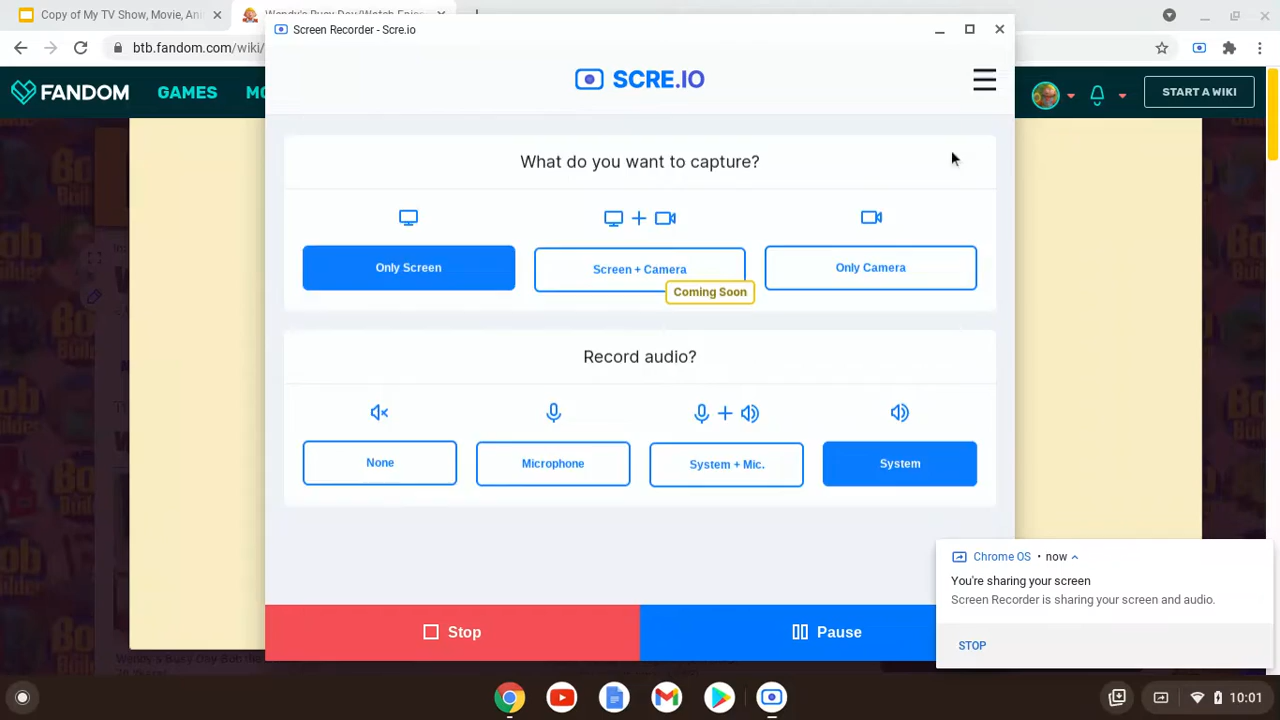 Copy of My TV Show, Movie, An
Screen Recorder - Scre.io
btb.fandom.com/wiki/
SCRE.IO
FANDOM
GAMES
START A WIKI
What do you want to capture?
Only Screen
Screen + Camera
Only Camera
Coming Soon
Record audio?
None
Microphone
System + Mic.
System
Chrome OS • now
You're sharing your screen
Screen Recorder is sharing your screen and audio.
STOP
Stop
Pause
10:01